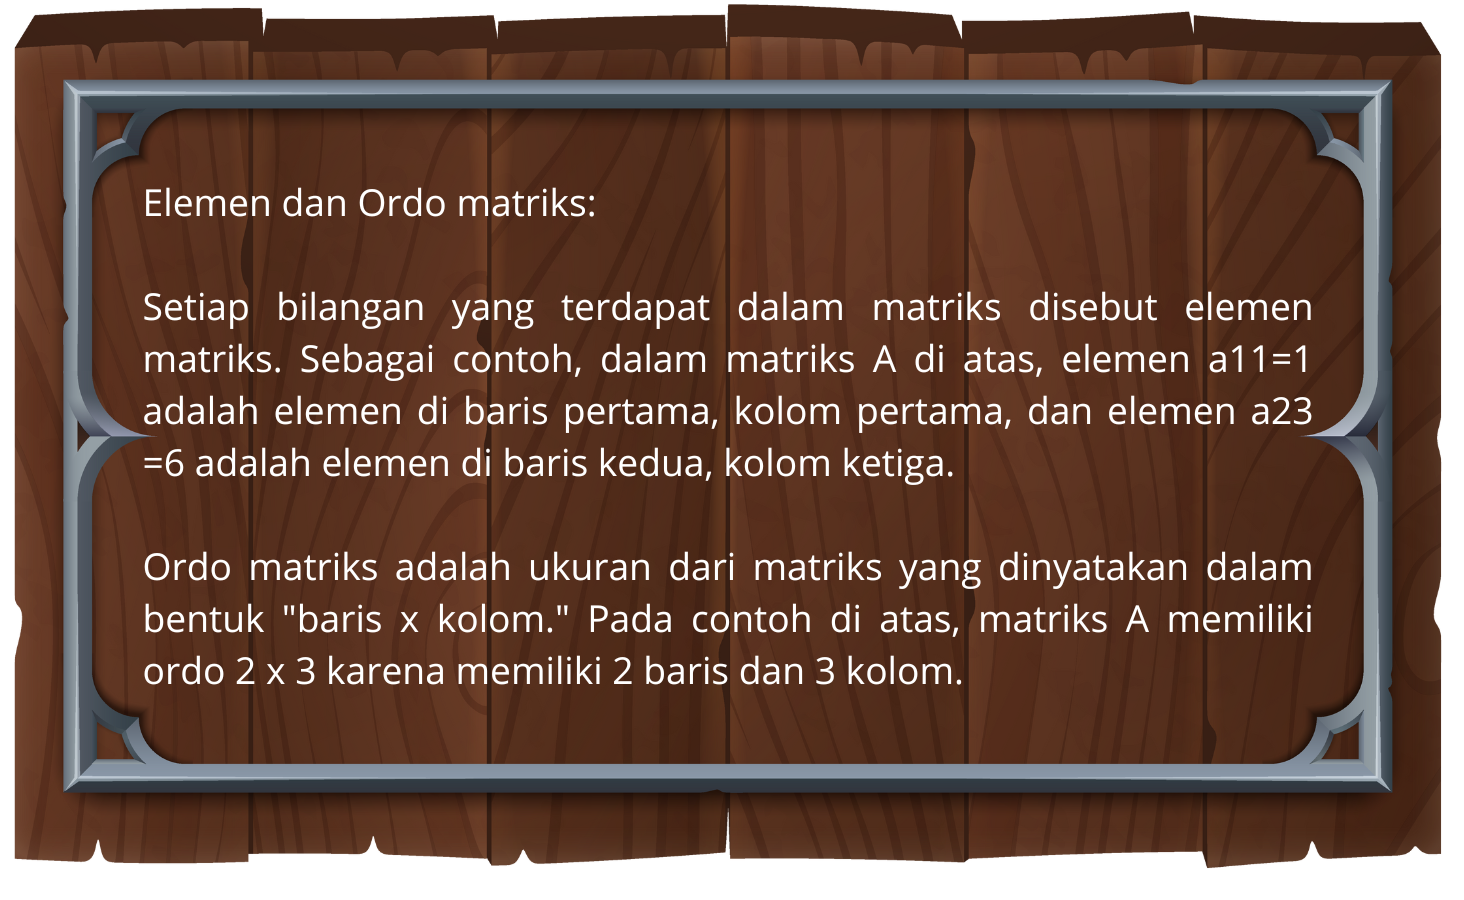 Elemen dan Ordo matriks:
Setiap bilangan yang terdapat dalam matriks disebut elemen
matriks. Sebagai contoh, dalam matriks A di atas, elemen a11=1
adalah elemen di baris pertama, kolom pertama, dan elemen a23
=6 adalah elemen di baris kedua, kolom ketiga.
Ordo matriks adalah ukuran dari matriks yang dinyatakan dalam
bentuk "baris x kolom." Pada contoh di atas, matriks A memiliki
ordo 2 x 3 karena memiliki 2 baris dan 3 kolom.